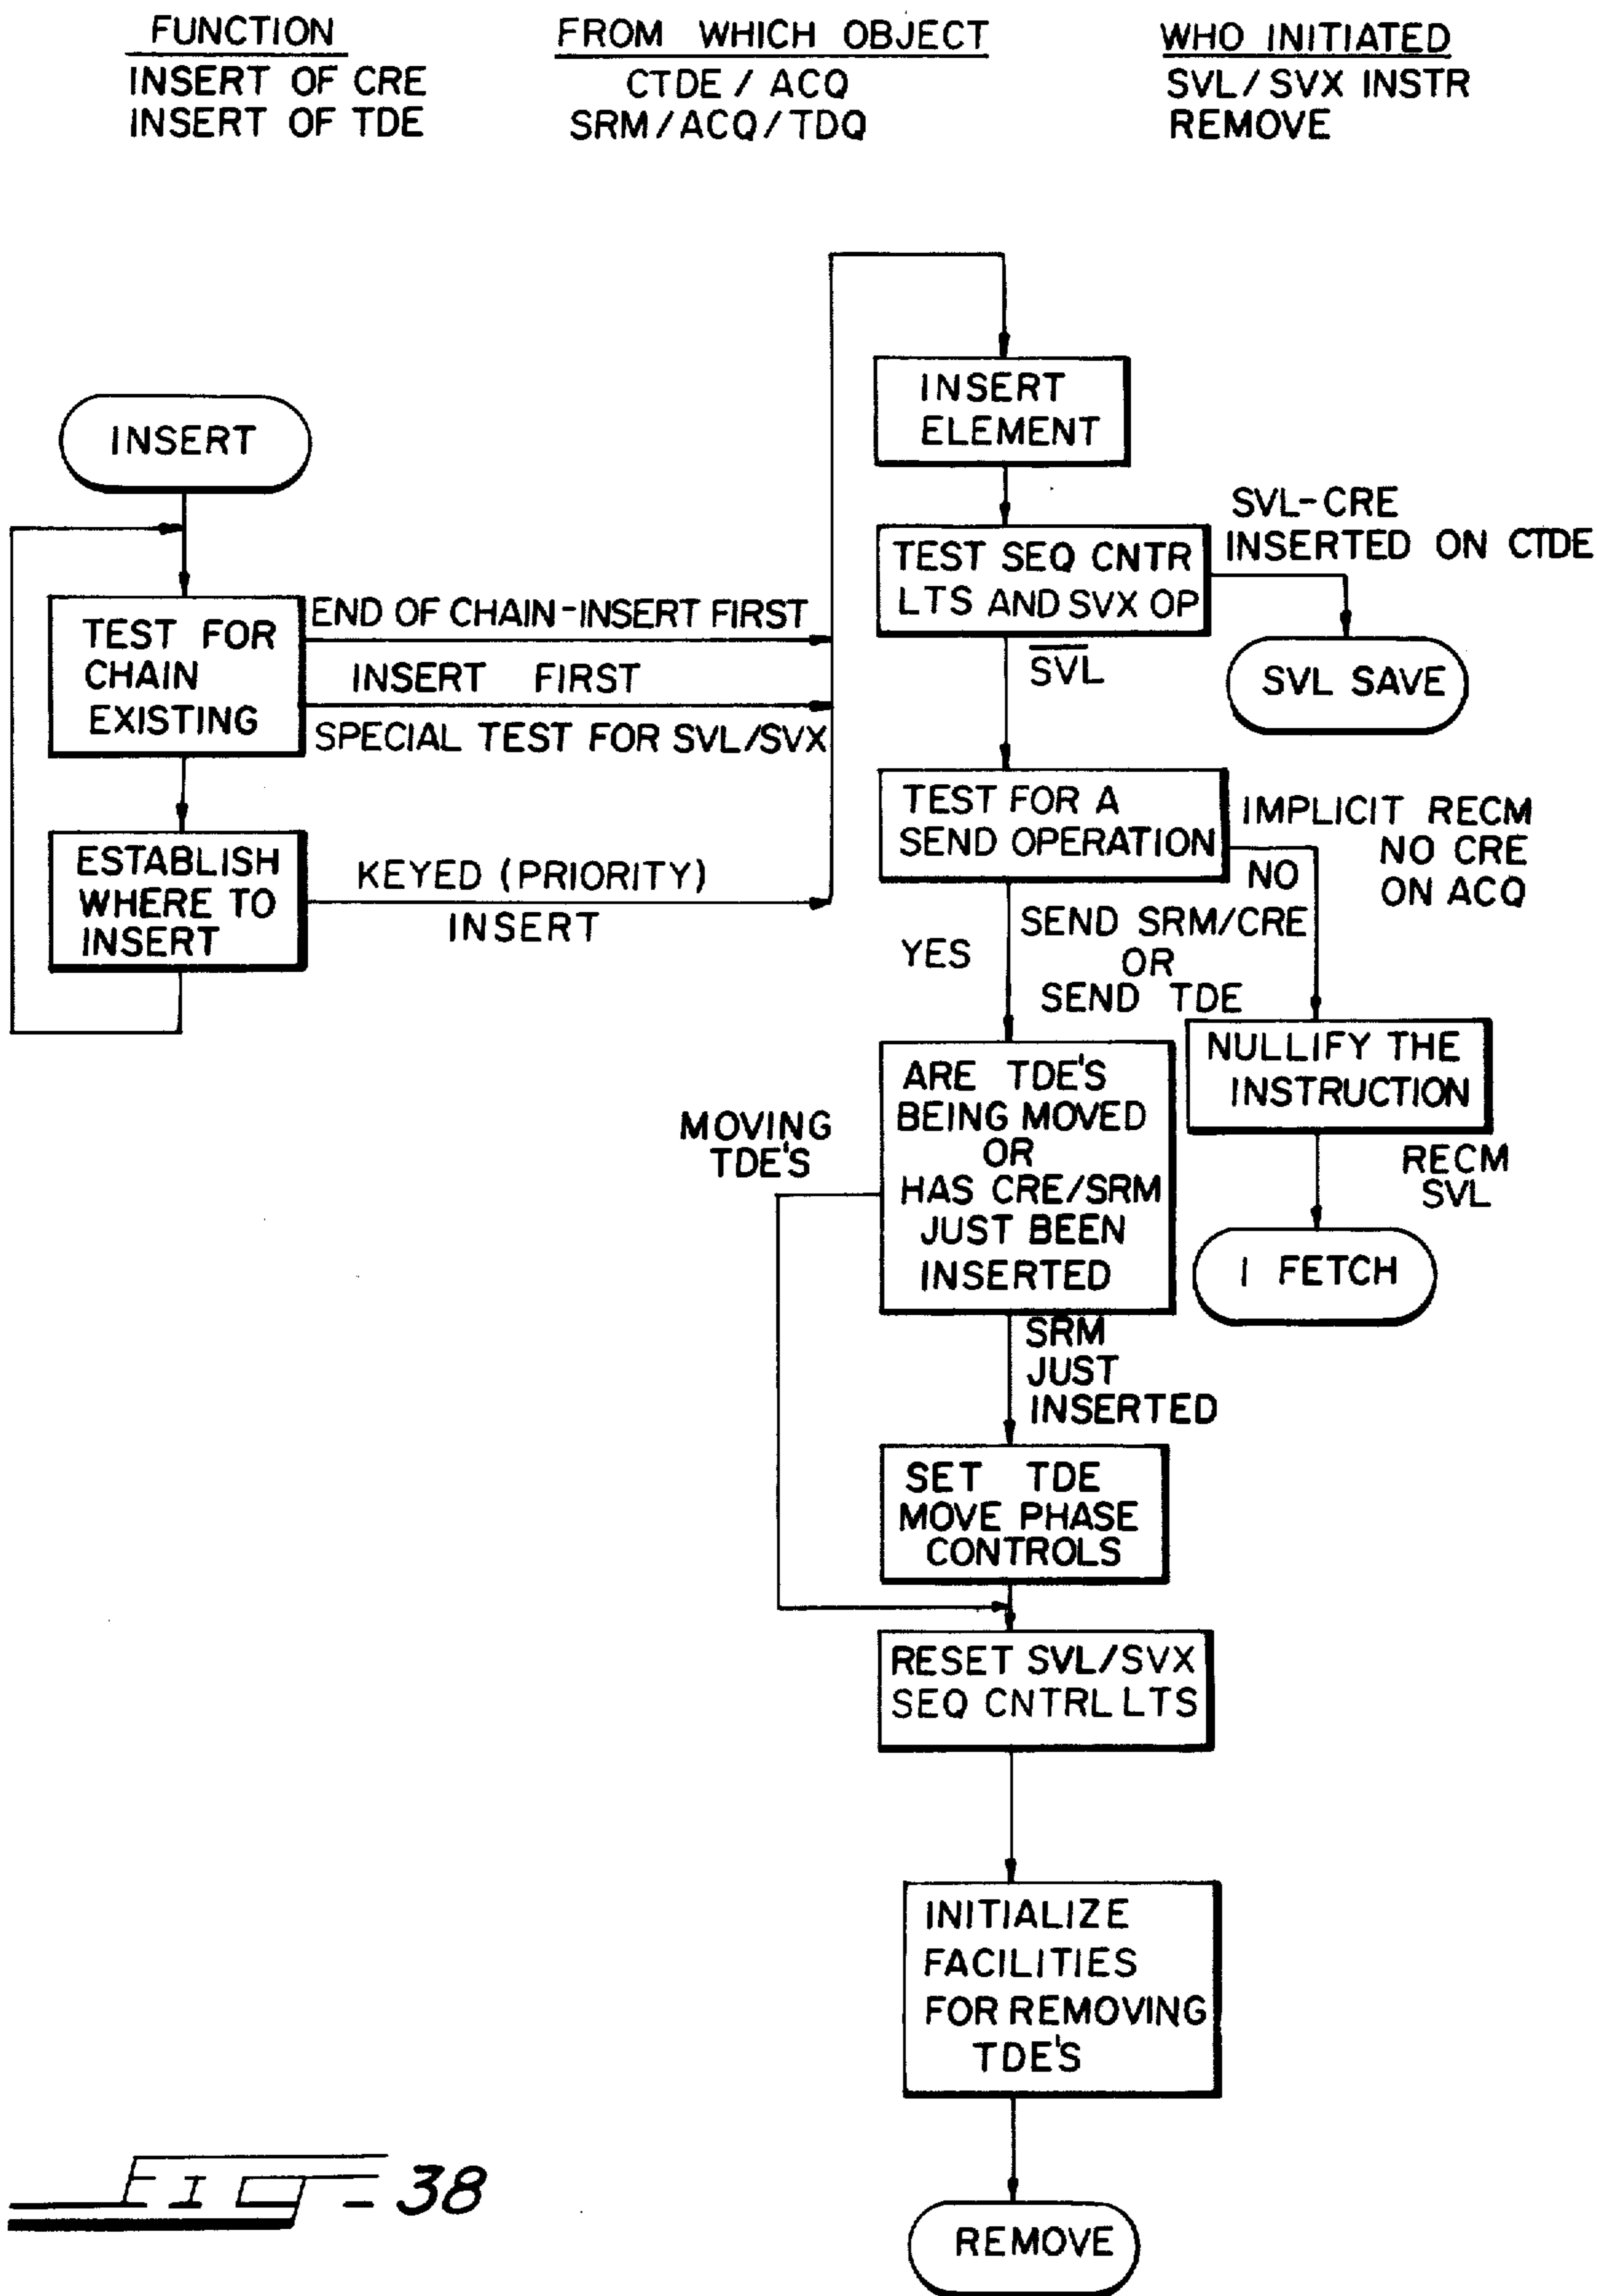 FUNCTION
INSERT OF CRE
INSERT OF TDE
FROM WHICH OBJECT
CTDE / ACQ
SRM/ACQ/TDQ
WHO INITIATED
SVL/SVX INSTR
REMOVE
INSERT
TEST FOR
CHAIN
EXISTING
END OF CHAIN-INSERT FIRST
INSERT FIRST
SPECIAL TEST FOR SVL/SVX
ESTABLISH
WHERE TO
INSERT
KEYED (PRIORITY)
INSERT
INSERT
ELEMENT
TEST SEQ CNTR
LTS AND SVX OP
SVL-CRE
INSERTED ON CTDE
SVL SAVE
SVL
TEST FOR A
SEND OPERATION
IMPLICIT RECM
NO CRE
ON ACQ
NO
YES
SEND SRM/CRE
OR
SEND TDE
NULLIFY THE
INSTRUCTION
RECM
SVL
I FETCH
ARE TDE'S
BEING MOVED
OR
HAS CRE/SRM
JUST BEEN
INSERTED
MOVING
TDE'S
SRM
JUST
INSERTED
SET TDE
MOVE PHASE
CONTROLS
RESET SVL/SVX
SEQ CNTRL LTS
INITIALIZE
FACILITIES
FOR REMOVING
TDE'S
REMOVE
FIG - 38